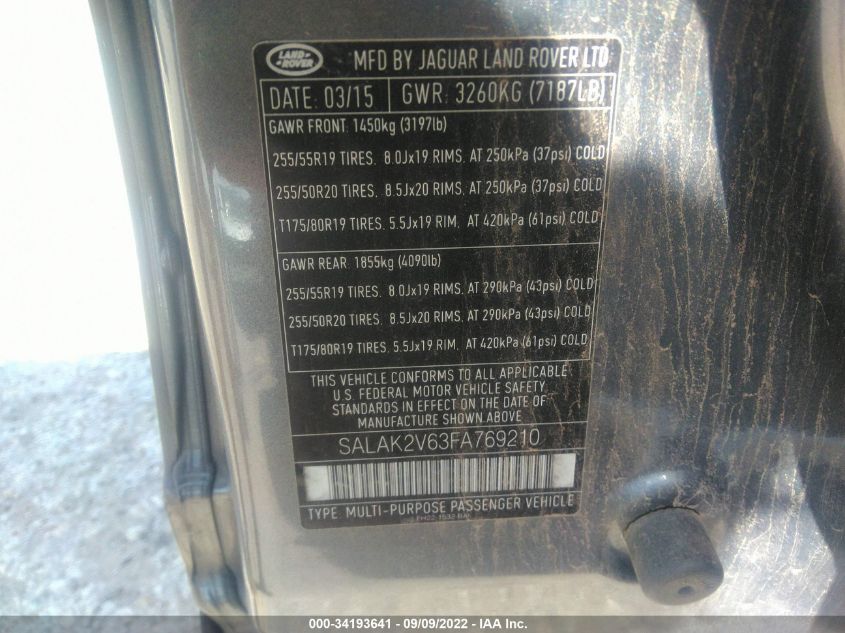 LAND ROVER
MFD BY JAGUAR LAND ROVER LTD
DATE: 03/15 GWR: 3260KG (7187LB)
GAWR FRONT: 1450kg (3197lb)
255/55R19 TIRES. 8.0Jx19 RIMS. AT 250kPa (37psi) COLD
255/50R20 TIRES. 8.5Jx20 RIMS. AT 250kPa (37psi) COLD
T175/80R19 TIRES. 5.5Jx19 RIM. AT 420kPa (61psi) COLD
GAWR REAR: 1855kg (4090lb)
255/55R19 TIRES. 8.0Jx19 RIMS. AT 290kPa (43psi) COLD
255/50R20 TIRES. 8.5Jx20 RIMS. AT 290kPa (43psi) COLD
T175/80R19 TIRES. 5.5Jx19 RIM. AT 420kPa (61psi) COLD
THIS VEHICLE CONFORMS TO ALL APPLICABLE
U.S. FEDERAL MOTOR VEHICLE SAFETY
STANDARDS IN EFFECT ON THE DATE OF
MANUFACTURE SHOWN ABOVE
SALAK2V63FA769210
TYPE: MULTI-PURPOSE PASSENGER VEHICLE
000-34193641 - 09/09/2022 - IAA Inc.